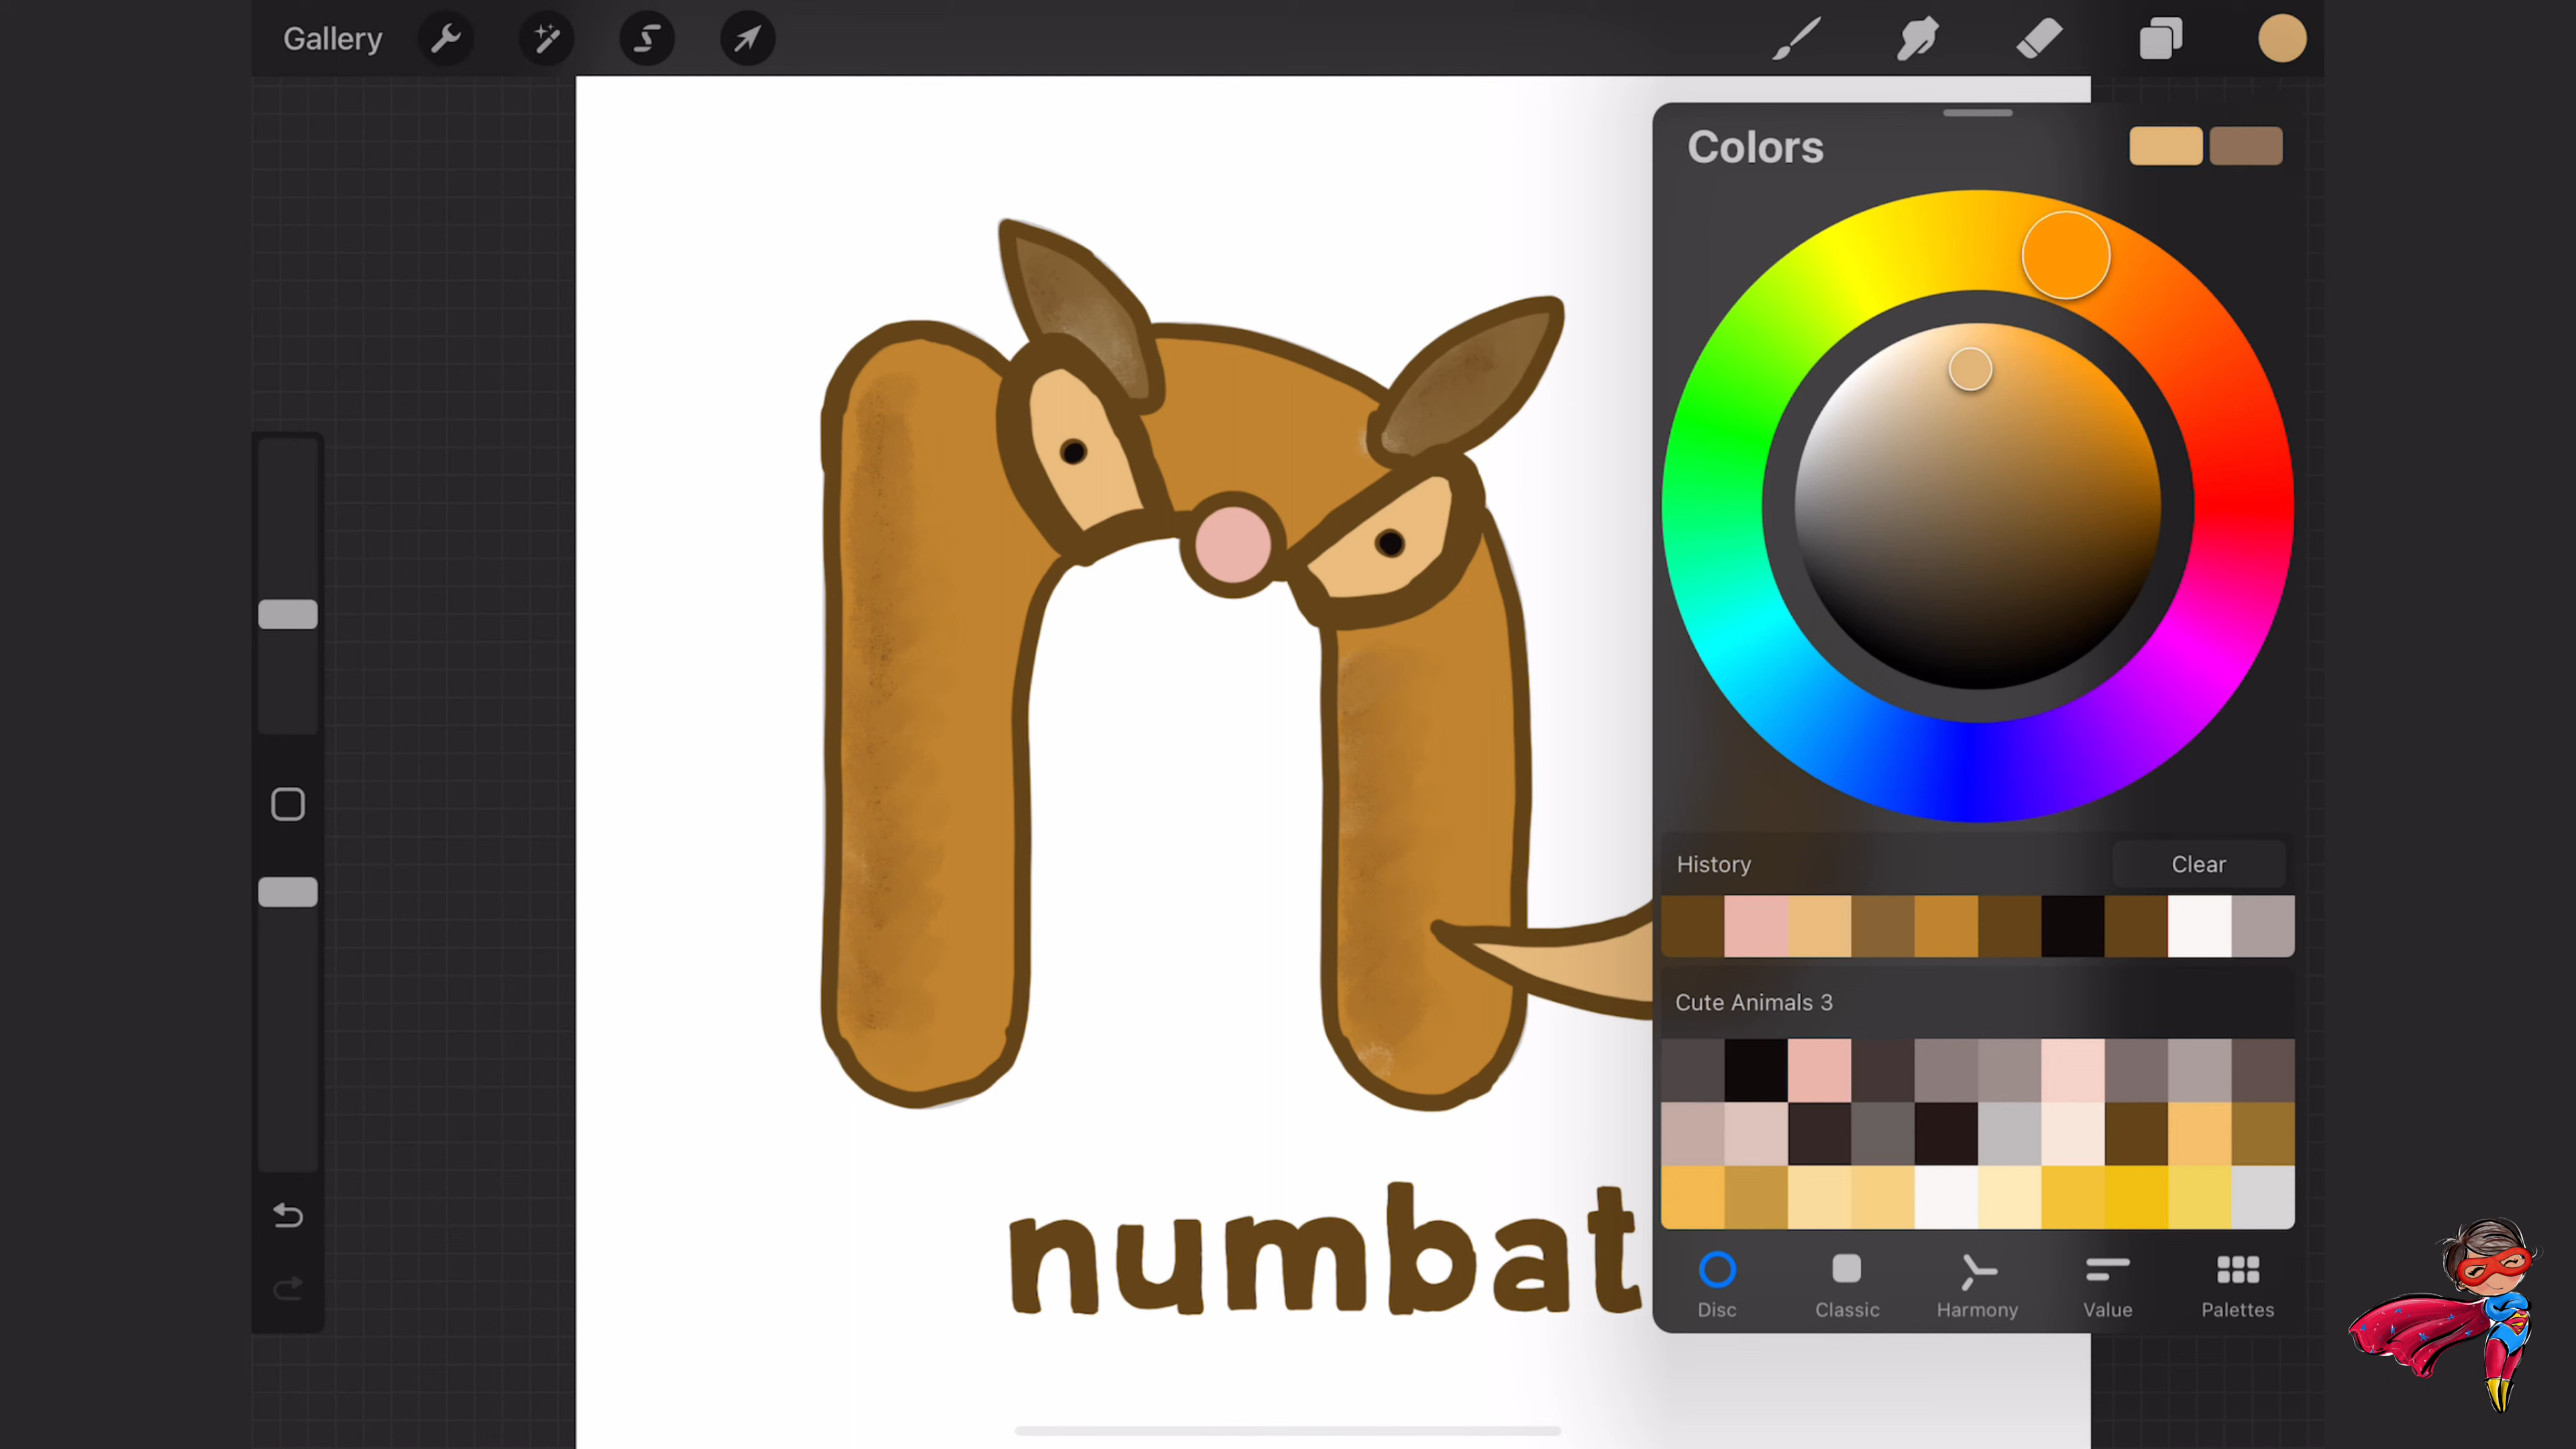 Gallery
Colors
History
Clear
Cute Animals 3
Disc
Classic
Harmony
Value
Palettes
numbat